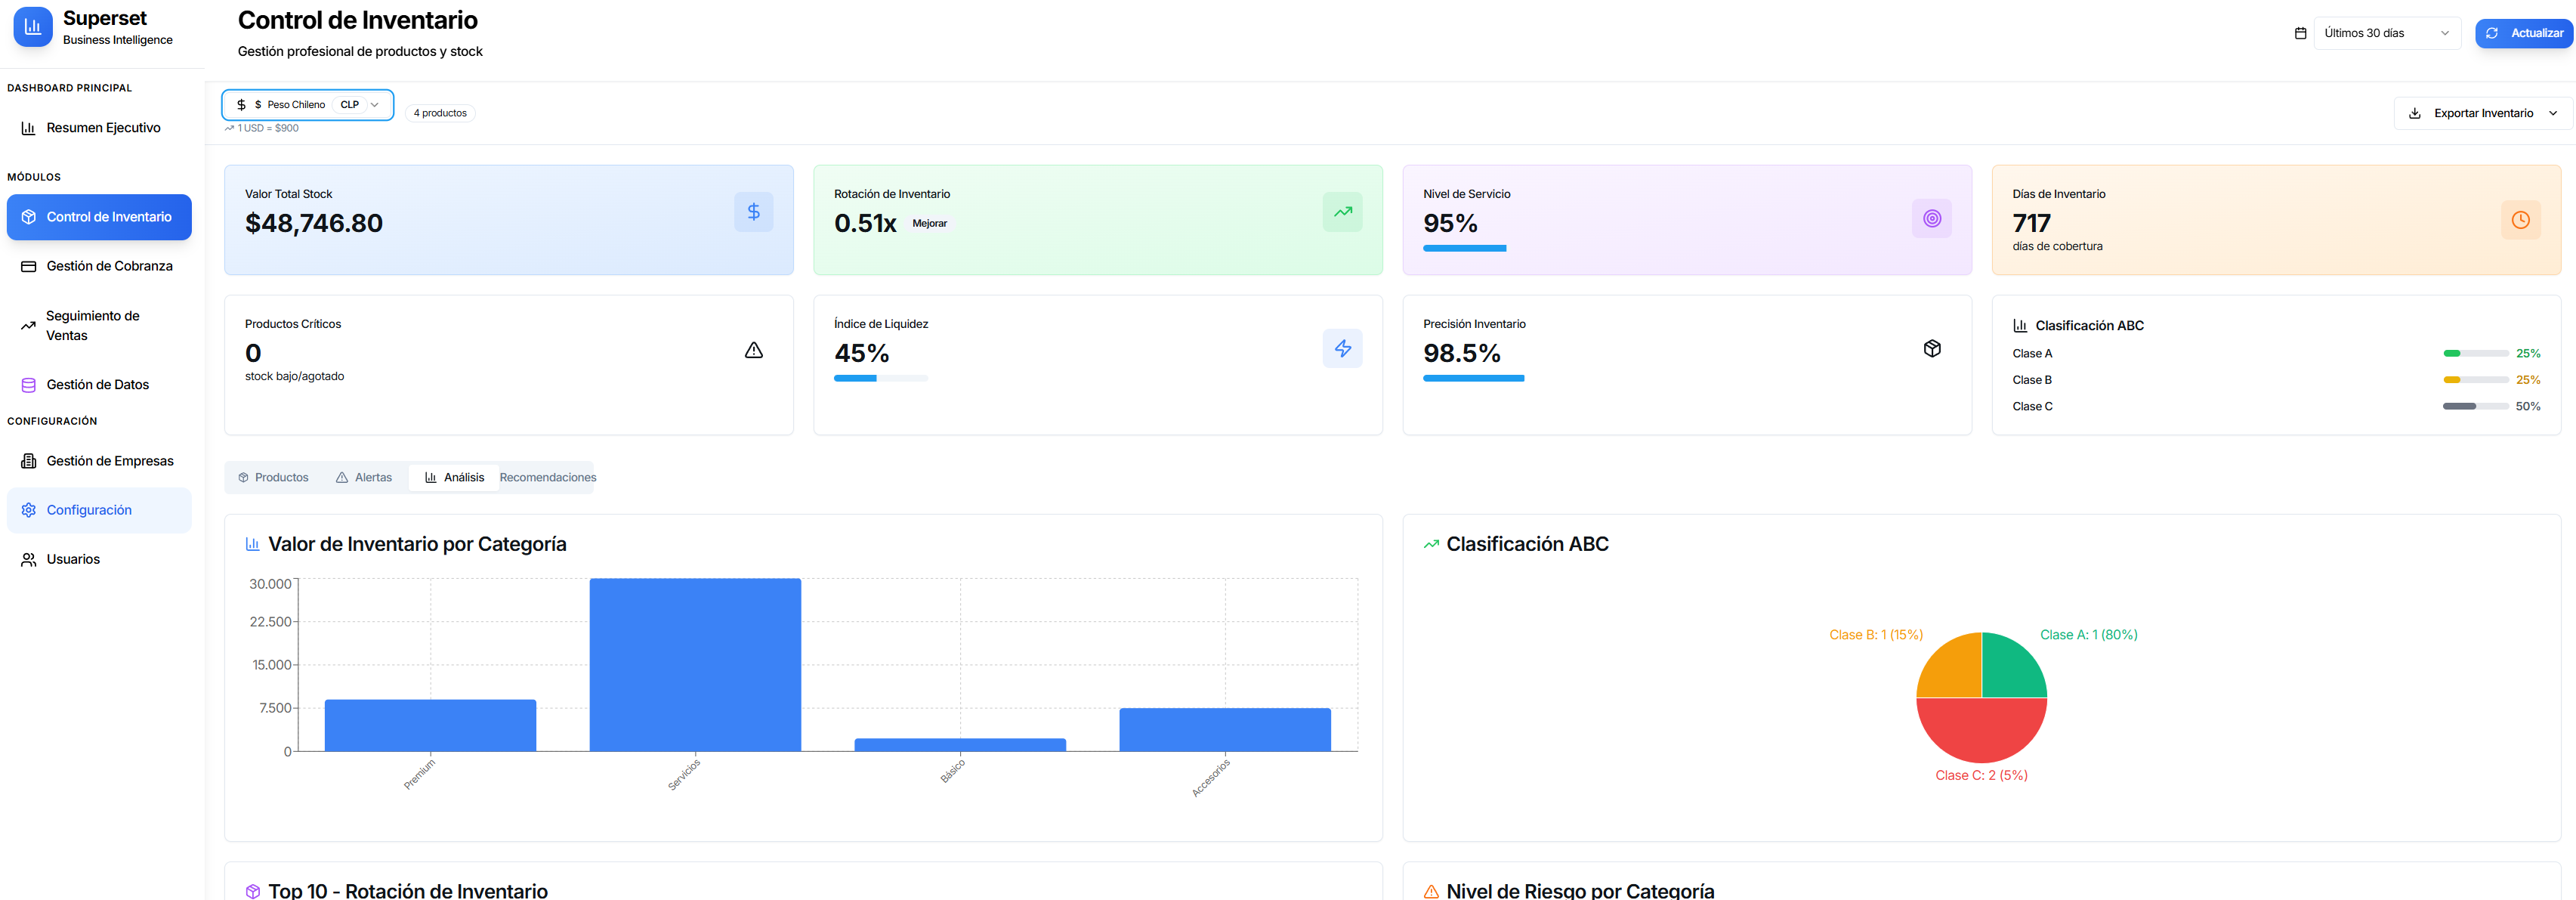 Superset
Business Intelligence
DASHBOARD PRINCIPAL
Resumen Ejecutivo
MÓDULOS
Control de Inventario
Gestión de Cobranza
Seguimiento de
Ventas
Gestión de Datos
CONFIGURACIÓN
Gestión de Empresas
Configuración
Usuarios
Control de Inventario
Gestión profesional de productos y stock
Últimos 30 días
Actualizar
$ $ Peso Chileno CLP
1 USD = $900
4 productos
Exportar Inventario
Valor Total Stock
$48,746.80
Rotación de Inventario
0.51x Mejorar
Nivel de Servicio
95%
Días de Inventario
717
días de cobertura
Productos Críticos
0
stock bajo/agotado
Índice de Liquidez
45%
Precisión Inventario
98.5%
Clasificación ABC
Clase A 25%
Clase B 25%
Clase C 50%
Productos Alertas Análisis Recomendaciones
Valor de Inventario por Categoría
30.000
22.500
15.000
7.500
0
Premium Servicios Básico Accesorios
Clasificación ABC
Clase B: 1 (15%) Clase A: 1 (80%)
Clase C: 2 (5%)
Top 10 - Rotación de Inventario
Nivel de Riesgo por Categoría